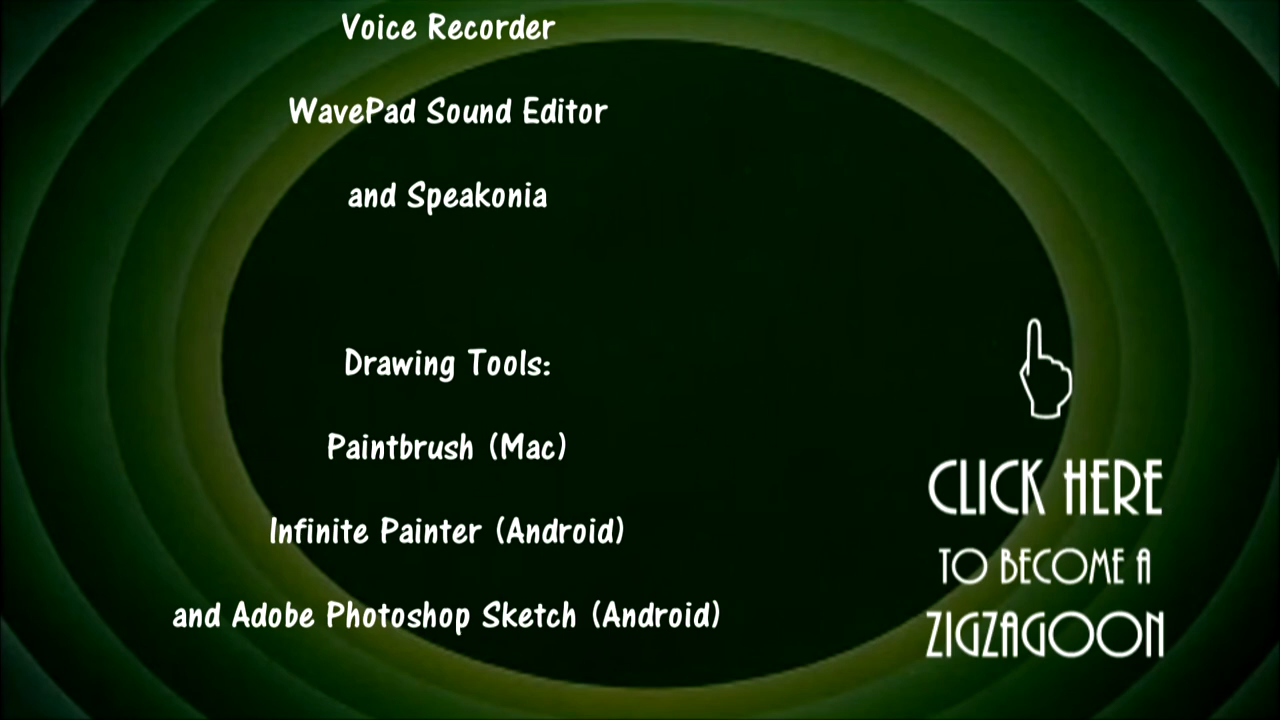 Voice Recorder
WavePad Sound Editor
and Speakonia
Drawing Tools:
Paintbrush (Mac)
Infinite Painter (Android)
and Adobe Photoshop Sketch (Android)
CLICK HERE
TO BECOME A
ZIGZAGOON